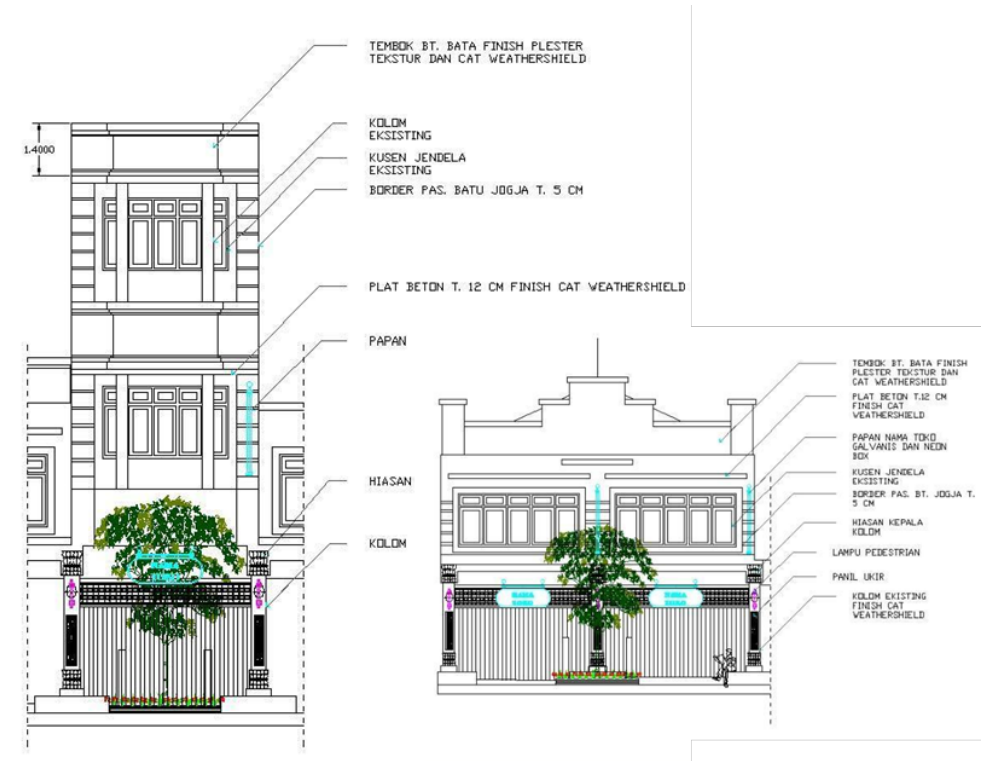 TEMBOK BT. BATA FINISH PLESTER
TEKSTUR DAN CAT WEATHERSHIELD
KOLOM
EKSISTING
1.4000
KUSEN JENDELA
EKSISTING
BORDER PAS. BATU JOGJA T. 5 CM
PLAT BETON T. 12 CM FINISH CAT WEATHERSHIELD
PAPAN
HIASAN
KOLOM
TEMBOK BT. BATA FINISH
PLESTER TEKSTUR DAN
CAT WEATHERSHIELD
PLAT BETON T.12 CM
FINISH CAT
WEATHERSHIELD
PAPAN NAMA TOKO
GALVANIS DAN NEON
BOX
KUSEN JENDELA
EKSISTING
BORDER PAS. BT. JOGJA T.
5 CM
HIASAN KEPALA
KOLOM
LAMPU PEDESTRIAN
PANIL UKIR
KOLOM EKISTING
FINISH CAT
WEATHERSHIELD